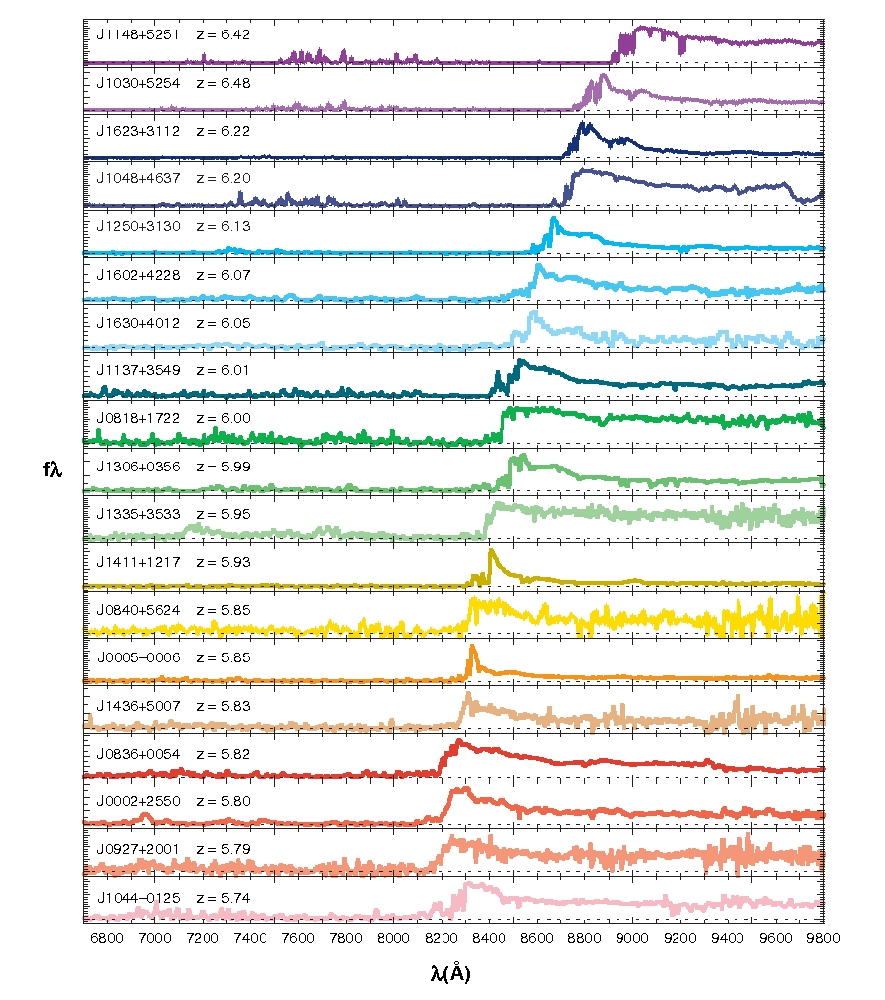 J1148+5251 z = 6.42
J1030+5254 z = 6.48
J1623+3112 z = 6.22
J1048+4637 z = 6.20
J1250+3130 z = 6.13
J1602+4228 z = 6.07
J1630+4012 z = 6.05
J1137+3549 z = 6.01
J0818+1722 z = 6.00
J1306+0356 z = 5.99
J1335+3533 z = 5.95
J1411+1217 z = 5.93
J0840+5624 z = 5.85
J0005−0006 z = 5.85
J1436+5007 z = 5.83
J0836+0054 z = 5.82
J0002+2550 z = 5.80
J0927+2001 z = 5.79
J1044−0125 z = 5.74
fλ
6800 7000 7200 7400 7600 7800 8000 8200 8400 8600 8800 9000 9200 9400 9600 9800
λ(Å)